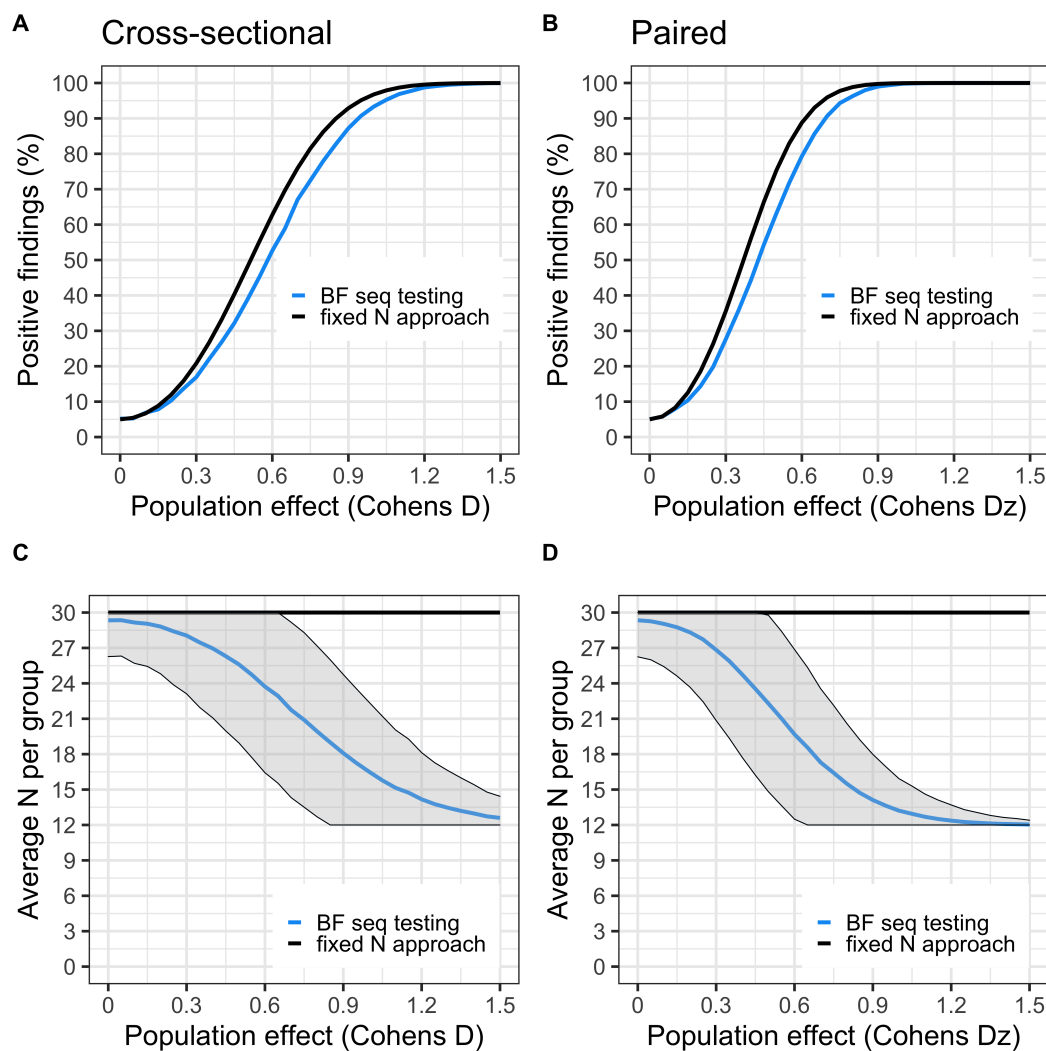 A
Cross-sectional
Positive findings (%)
100
90
80
70
60
50
40
30
20
10
0
BF seq testing
fixed N approach
0 0.3 0.6 0.9 1.2 1.5
Population effect (Cohens D)
B
Paired
Positive findings (%)
100
90
80
70
60
50
40
30
20
10
0
BF seq testing
fixed N approach
0 0.3 0.6 0.9 1.2 1.5
Population effect (Cohens Dz)
C
Average N per group
30
27
24
21
18
15
12
9
6
3
0
BF seq testing
fixed N approach
0 0.3 0.6 0.9 1.2 1.5
Population effect (Cohens D)
D
Average N per group
30
27
24
21
18
15
12
9
6
3
0
BF seq testing
fixed N approach
0 0.3 0.6 0.9 1.2 1.5
Population effect (Cohens Dz)